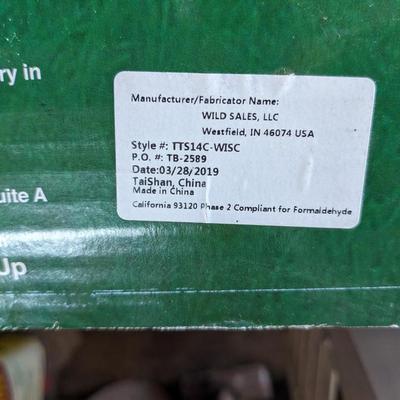 ry in
Manufacturer/Fabricator Name:
WILD SALES, LLC
Westfield, IN 46074 USA
Style #: TTS14C-WISC
P.O. #: TB-2589
Date:03/28/2019
TaiShan, China
Made in China
uite A
California 93120 Phase 2 Compliant for Formaldehyde
Up